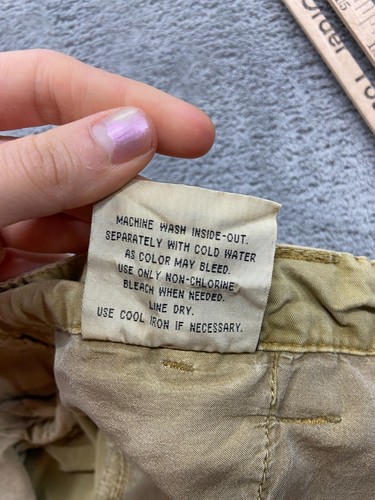 MACHINE WASH INSIDE-OUT.
SEPARATELY WITH COLD WATER
AS COLOR MAY BLEED.
USE ONLY NON-CHLORINE
BLEACH WHEN NEEDED.
LINE DRY.
USE COOL IRON IF NECESSARY.
Order